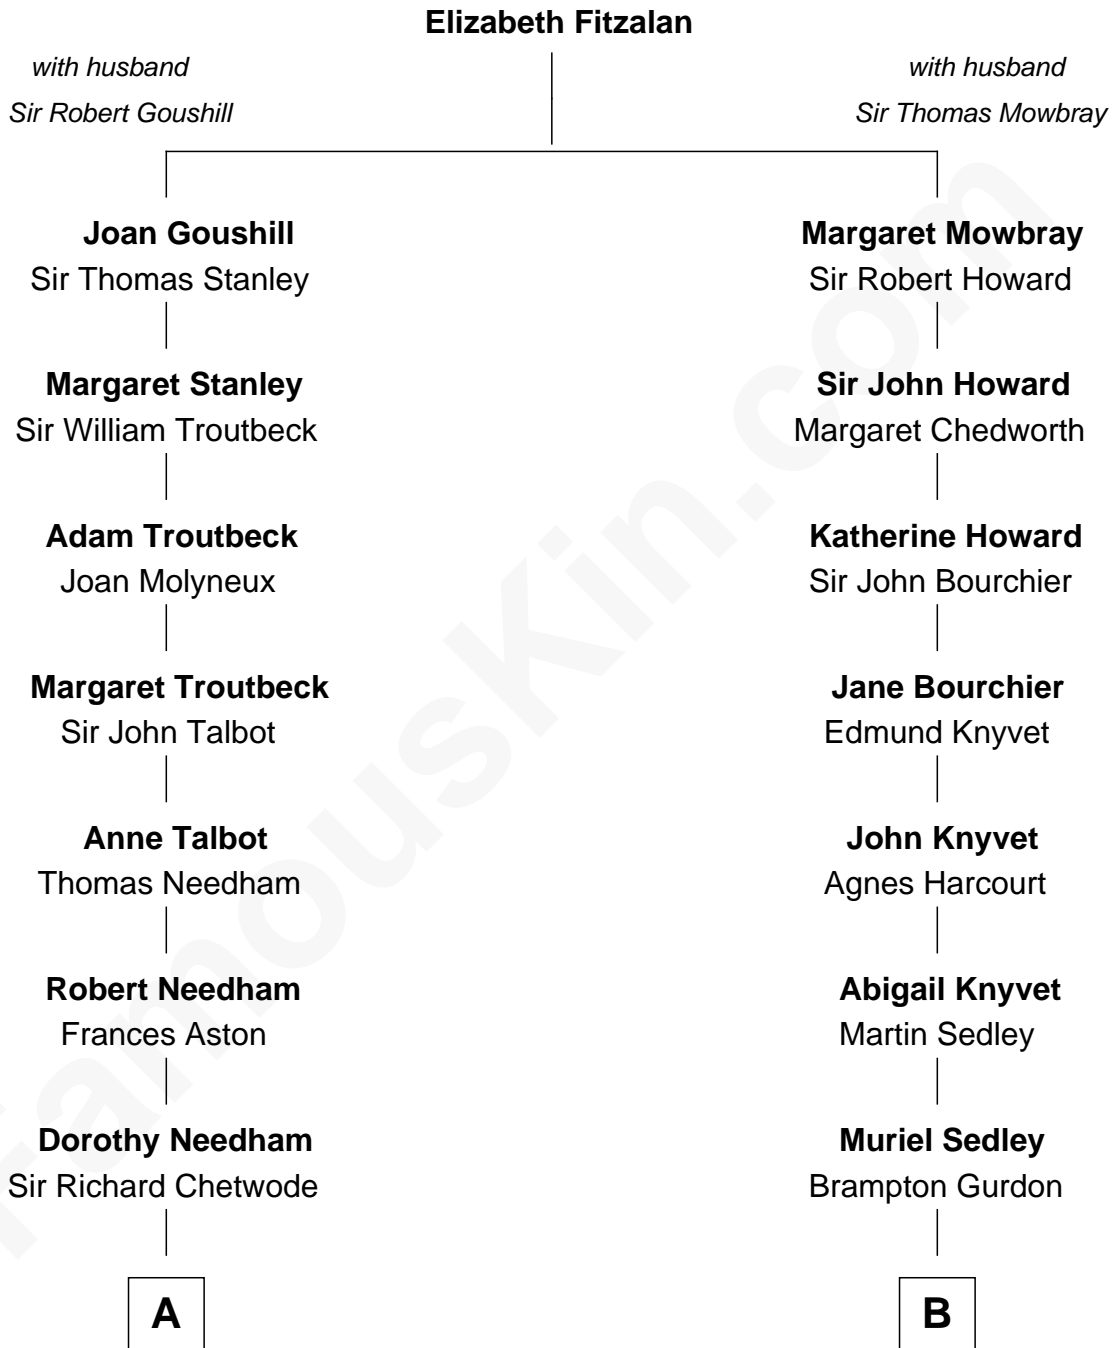 Elizabeth Fitzalan
with husband
Sir Robert Goushill
with husband
Sir Thomas Mowbray
Joan Goushill
Sir Thomas Stanley
Margaret Mowbray
Sir Robert Howard
Margaret Stanley
Sir William Troutbeck
Sir John Howard
Margaret Chedworth
Adam Troutbeck
Joan Molyneux
Katherine Howard
Sir John Bourchier
Margaret Troutbeck
Sir John Talbot
Jane Bourchier
Edmund Knyvet
Anne Talbot
Thomas Needham
John Knyvet
Agnes Harcourt
Robert Needham
Frances Aston
Abigail Knyvet
Martin Sedley
Dorothy Needham
Sir Richard Chetwode
Muriel Sedley
Brampton Gurdon
A
B
FamousKin.com